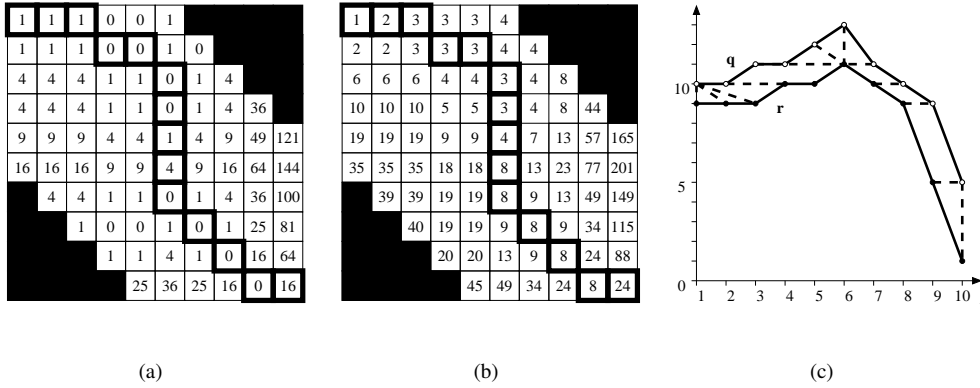 1 1 1 0 0 1
1 1 1 0 0 1 0
4 4 4 1 1 0 1 4
4 4 4 1 1 0 1 4 36
9 9 9 4 4 1 4 9 49 121
16 16 16 9 9 4 9 16 64 144
4 4 1 1 0 1 4 36 100
1 0 0 1 0 1 25 81
1 1 4 1 0 16 64
25 36 25 16 0 16
(a)
1 2 3 3 3 4
2 2 3 3 3 4 4
6 6 6 4 4 3 4 8
10 10 10 5 5 3 4 8 44
19 19 19 9 9 4 7 13 57 165
35 35 35 18 18 8 13 23 77 201
39 39 19 19 8 9 13 49 149
40 19 19 9 8 9 34 115
20 20 13 9 8 24 88
45 49 34 24 8 24
(b)
q
10
r
5
0
1 2 3 4 5 6 7 8 9 10
(c)